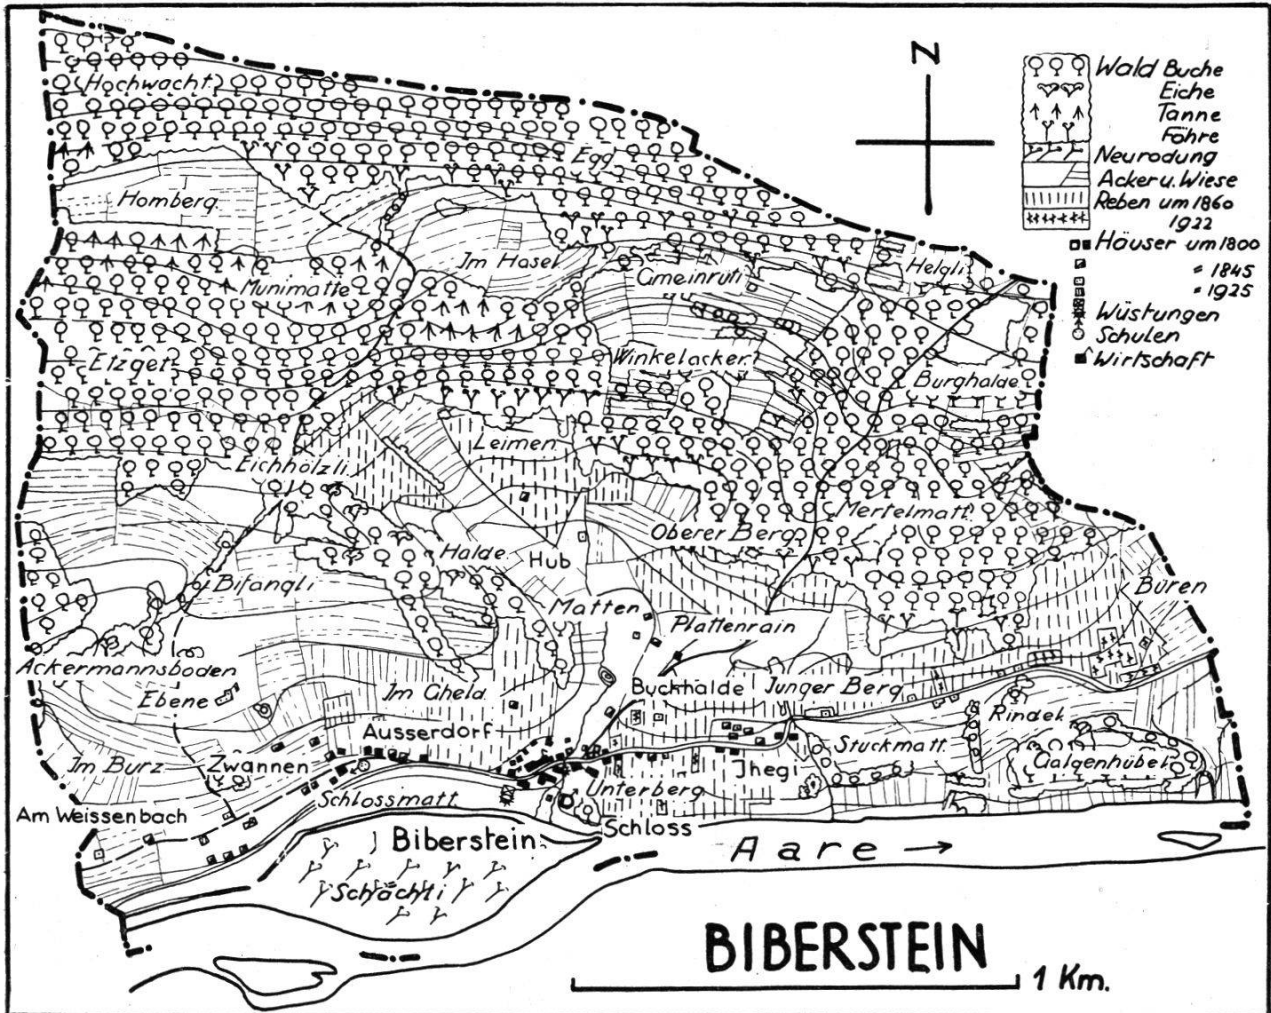 N
Wald Buche
Eiche
Tanne
Föhre
Neurodung
Acker u. Wiese
Reben um 1860
1922
Häuser um 1800
" 1845
" 1925
Wüstungen
Schulen
Wirtschaft
Hochwacht
Egg
Homberg
Im Hasel
Gmeinrüti
Helgli
Munimatte
Etzget
Winkelacker
Burghalde
Leimen
Eichhölzli
Mertelmatt
Oberer Berg
Halde
Hub
Bifangli
Matten
Büren
Plattenrain
Ackermannsboden
Ebene
Im Gheld
Buckhalde
Junger Berg
Rindek
Ausserdorf
Stuckmatt
Galgenhübel
Im Burz
Zwannen
Jhegi
Unterberg
Schlossmatt
Am Weissenbach
Schloss
Biberstein
Aare
Schächli
BIBERSTEIN
1 Km.